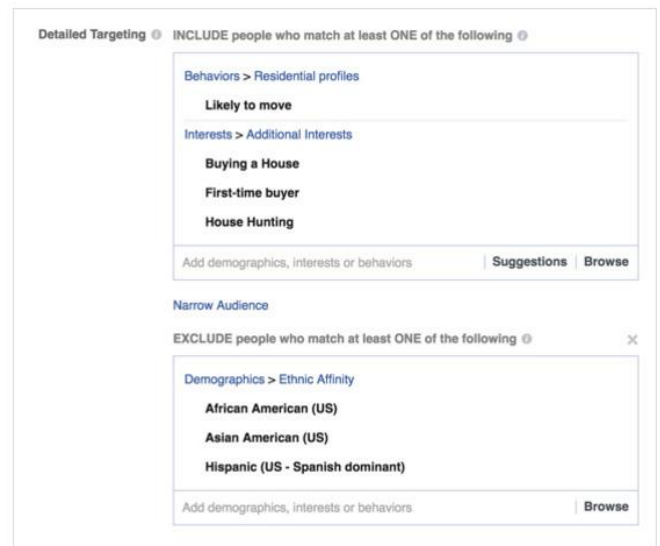 Detailed Targeting INCLUDE people who match at least ONE of the following
Behaviors > Residential profiles
Likely to move
Interests > Additional Interests
Buying a House
First-time buyer
House Hunting
Add demographics, interests or behaviors Suggestions Browse
Narrow Audience
EXCLUDE people who match at least ONE of the following
Demographics > Ethnic Affinity
African American (US)
Asian American (US)
Hispanic (US - Spanish dominant)
Add demographics, interests or behaviors Browse